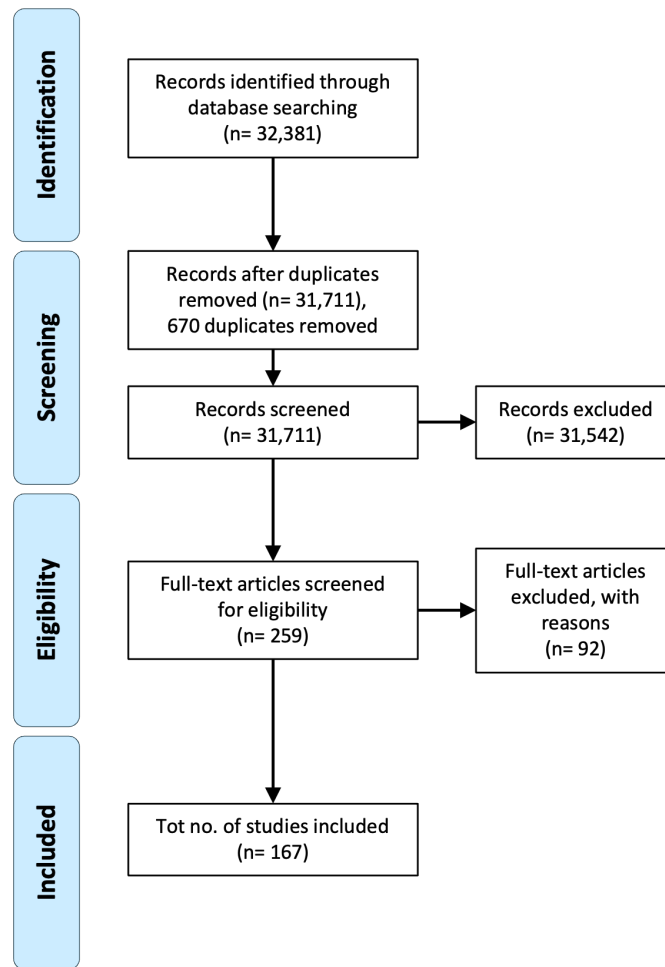 Identification
Records identified through
database searching
(n= 32,381)
Screening
Records after duplicates
removed (n= 31,711),
670 duplicates removed
Records screened
(n= 31,711)
Records excluded
(n= 31,542)
Eligibility
Full-text articles screened
for eligibility
(n= 259)
Full-text articles
excluded, with
reasons
(n= 92)
Included
Tot no. of studies included
(n= 167)